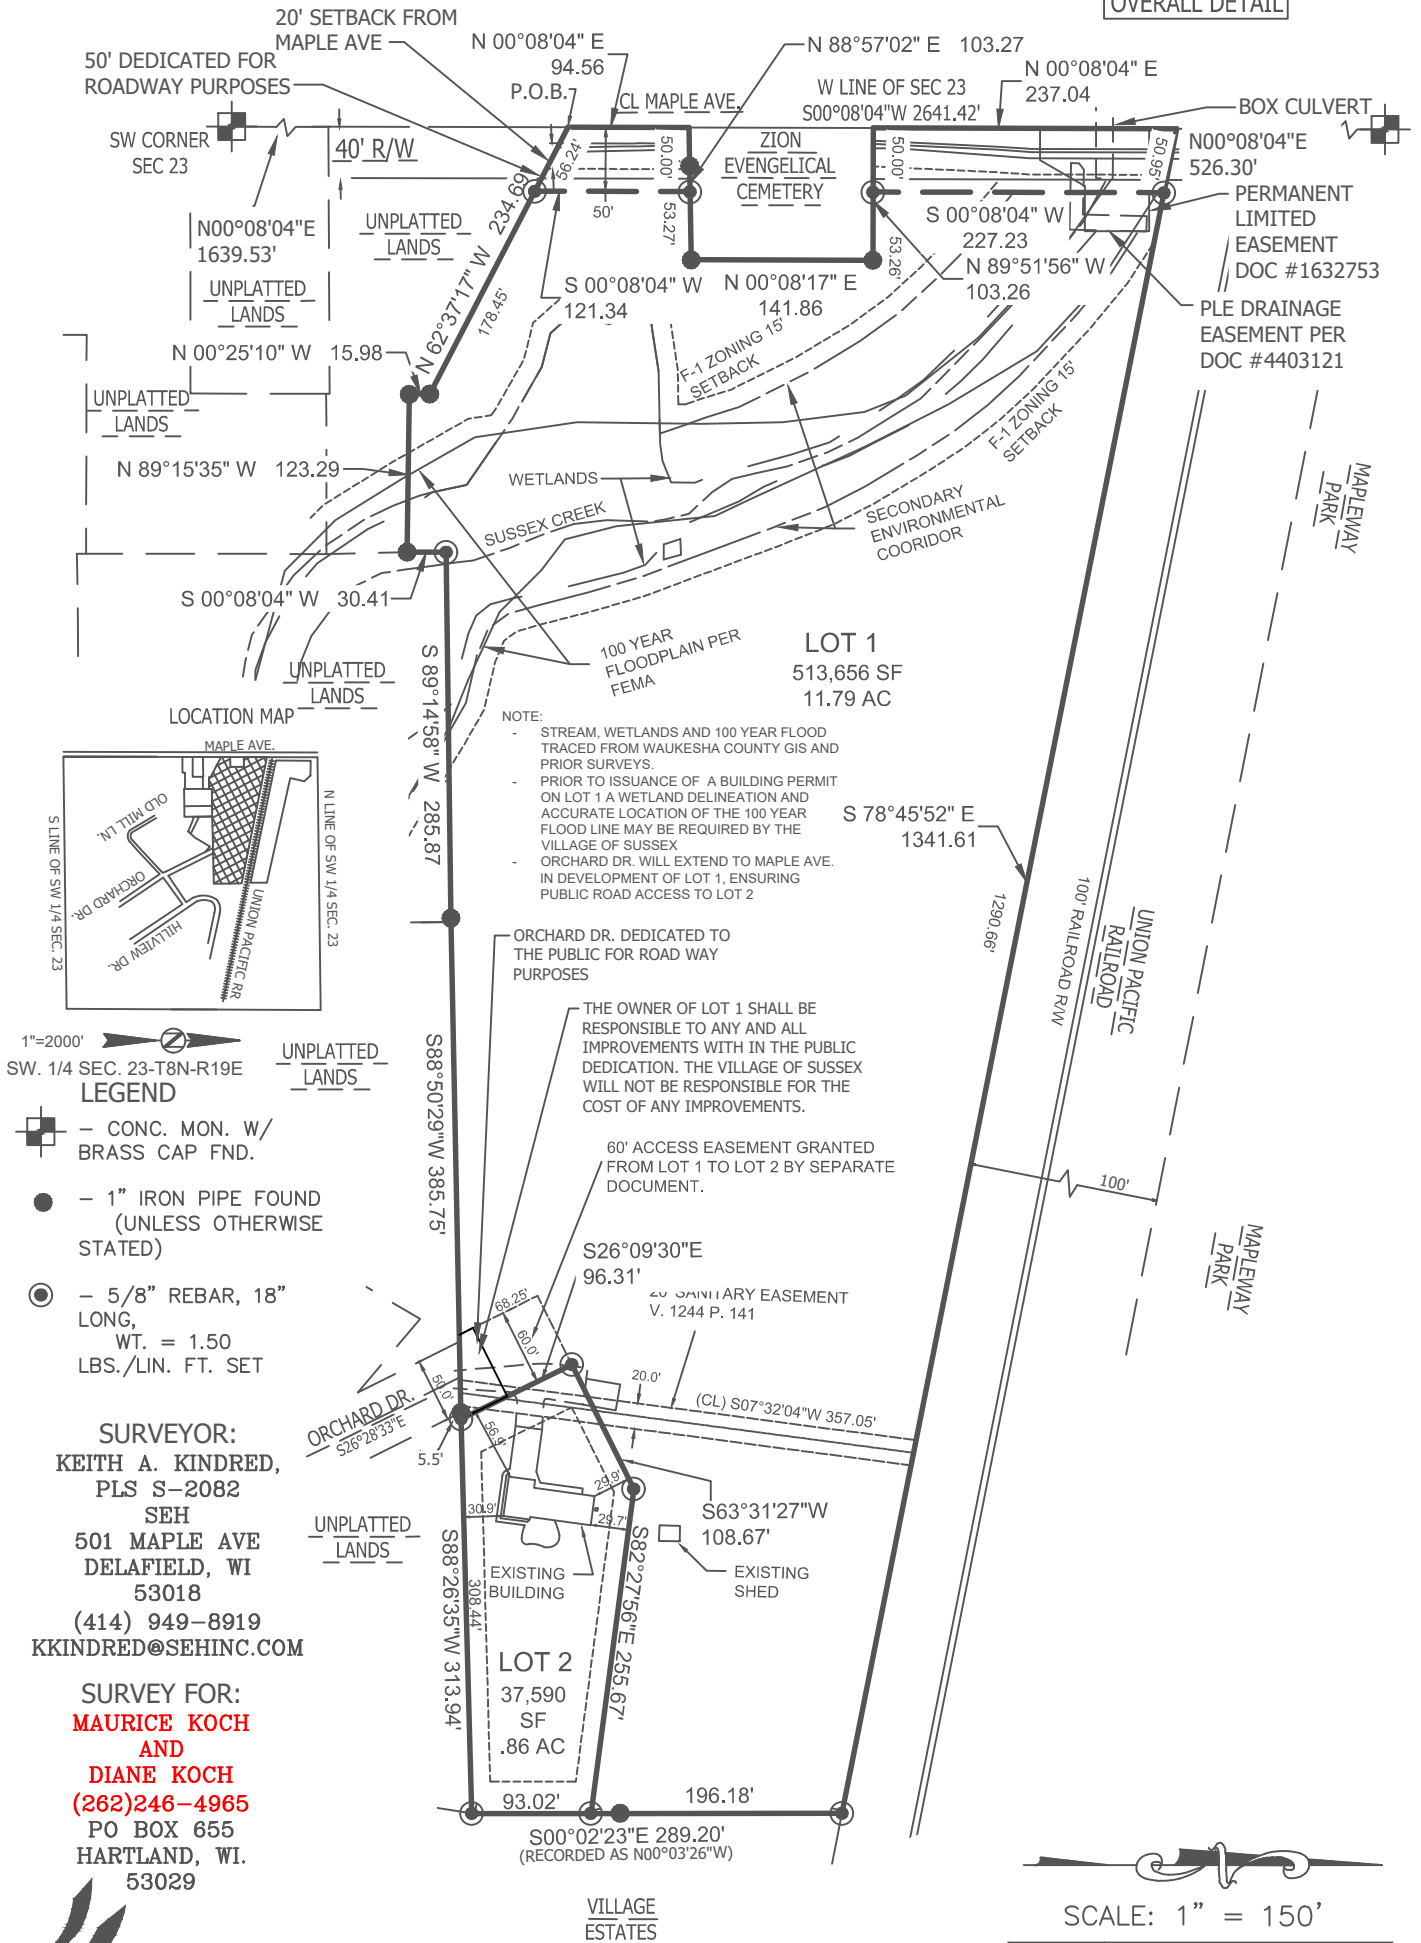 OVERALL DETAIL
20' SETBACK FROM
MAPLE AVE
50' DEDICATED FOR
ROADWAY PURPOSES
N 00°08'04" E
94.56
P.O.B.
CL MAPLE AVE.
N 88°57'02" E 103.27
W LINE OF SEC 23
S00°08'04"W 2641.42'
N 00°08'04" E
237.04
BOX CULVERT
SW CORNER
SEC 23
40' R/W
ZION
EVENGELICAL
CEMETERY
N00°08'04"E
526.30'
PERMANENT
LIMITED
EASEMENT
DOC #1632753
PLE DRAINAGE
EASEMENT PER
DOC #4403121
56.24'
50'
50.00'
53.27'
50.00'
53.26'
50.95'
N00°08'04"E
1639.53'
UNPLATTED
LANDS
UNPLATTED
LANDS
N 62°37'17" W 234.69
178.45'
S 00°08'04" W
121.34
N 00°08'17" E
141.86
S 00°08'04" W
227.23
N 89°51'56" W
103.26
N 00°25'10" W 15.98
UNPLATTED
LANDS
F-1 ZONING 15'
SETBACK
F-1 ZONING 15'
SETBACK
N 89°15'35" W 123.29
WETLANDS
SUSSEX CREEK
SECONDARY
ENVIRONMENTAL
COORIDOR
MAPLEWAY
PARK
S 00°08'04" W 30.41
UNPLATTED
LANDS
100 YEAR
FLOODPLAIN PER
FEMA
LOT 1
513,656 SF
11.79 AC
S 89°14'58" W 285.87
LOCATION MAP
MAPLE AVE.
S LINE OF SW 1/4 SEC. 23
N LINE OF SW 1/4 SEC. 23
OLD MILL LN.
ORCHARD DR.
HILLVIEW DR.
UNION PACIFIC RR
1"=2000'
SW. 1/4 SEC. 23-T8N-R19E
NOTE:
- STREAM, WETLANDS AND 100 YEAR FLOOD
TRACED FROM WAUKESHA COUNTY GIS AND
PRIOR SURVEYS.
- PRIOR TO ISSUANCE OF A BUILDING PERMIT
ON LOT 1 A WETLAND DELINEATION AND
ACCURATE LOCATION OF THE 100 YEAR
FLOOD LINE MAY BE REQUIRED BY THE
VILLAGE OF SUSSEX
- ORCHARD DR. WILL EXTEND TO MAPLE AVE.
IN DEVELOPMENT OF LOT 1, ENSURING
PUBLIC ROAD ACCESS TO LOT 2
S 78°45'52" E
1341.61
1290.66'
100' RAILROAD R/W
UNION PACIFIC
RAILROAD
ORCHARD DR. DEDICATED TO
THE PUBLIC FOR ROAD WAY
PURPOSES
THE OWNER OF LOT 1 SHALL BE
RESPONSIBLE TO ANY AND ALL
IMPROVEMENTS WITH IN THE PUBLIC
DEDICATION. THE VILLAGE OF SUSSEX
WILL NOT BE RESPONSIBLE FOR THE
COST OF ANY IMPROVEMENTS.
60' ACCESS EASEMENT GRANTED
FROM LOT 1 TO LOT 2 BY SEPARATE
DOCUMENT.
UNPLATTED
LANDS
S88°50'29"W 385.75'
100'
MAPLEWAY
PARK
LEGEND
- CONC. MON. W/
BRASS CAP FND.
- 1" IRON PIPE FOUND
(UNLESS OTHERWISE
STATED)
- 5/8" REBAR, 18"
LONG,
WT. = 1.50
LBS./LIN. FT. SET
S26°09'30"E
96.31'
20' SANITARY EASEMENT
V. 1244 P. 141
68.25'
60.0'
50.0'
20.0'
(CL) S07°32'04"W 357.05'
ORCHARD DR.
S26°28'33"E
5.5'
56.9'
29.9'
30.9'
29.7'
S63°31'27"W
108.67'
UNPLATTED
LANDS
EXISTING
BUILDING
EXISTING
SHED
S88°26'35"W 313.94'
308.44'
S82°27'56"E 255.67'
LOT 2
37,590
SF
.86 AC
93.02'
196.18'
S00°02'23"E 289.20'
(RECORDED AS N00°03'26"W)
VILLAGE
ESTATES
SURVEYOR:
KEITH A. KINDRED,
PLS S-2082
SEH
501 MAPLE AVE
DELAFIELD, WI
53018
(414) 949-8919
KKINDRED@SEHINC.COM
SURVEY FOR:
MAURICE KOCH
AND
DIANE KOCH
(262)246-4965
PO BOX 655
HARTLAND, WI.
53029
SCALE: 1" = 150'